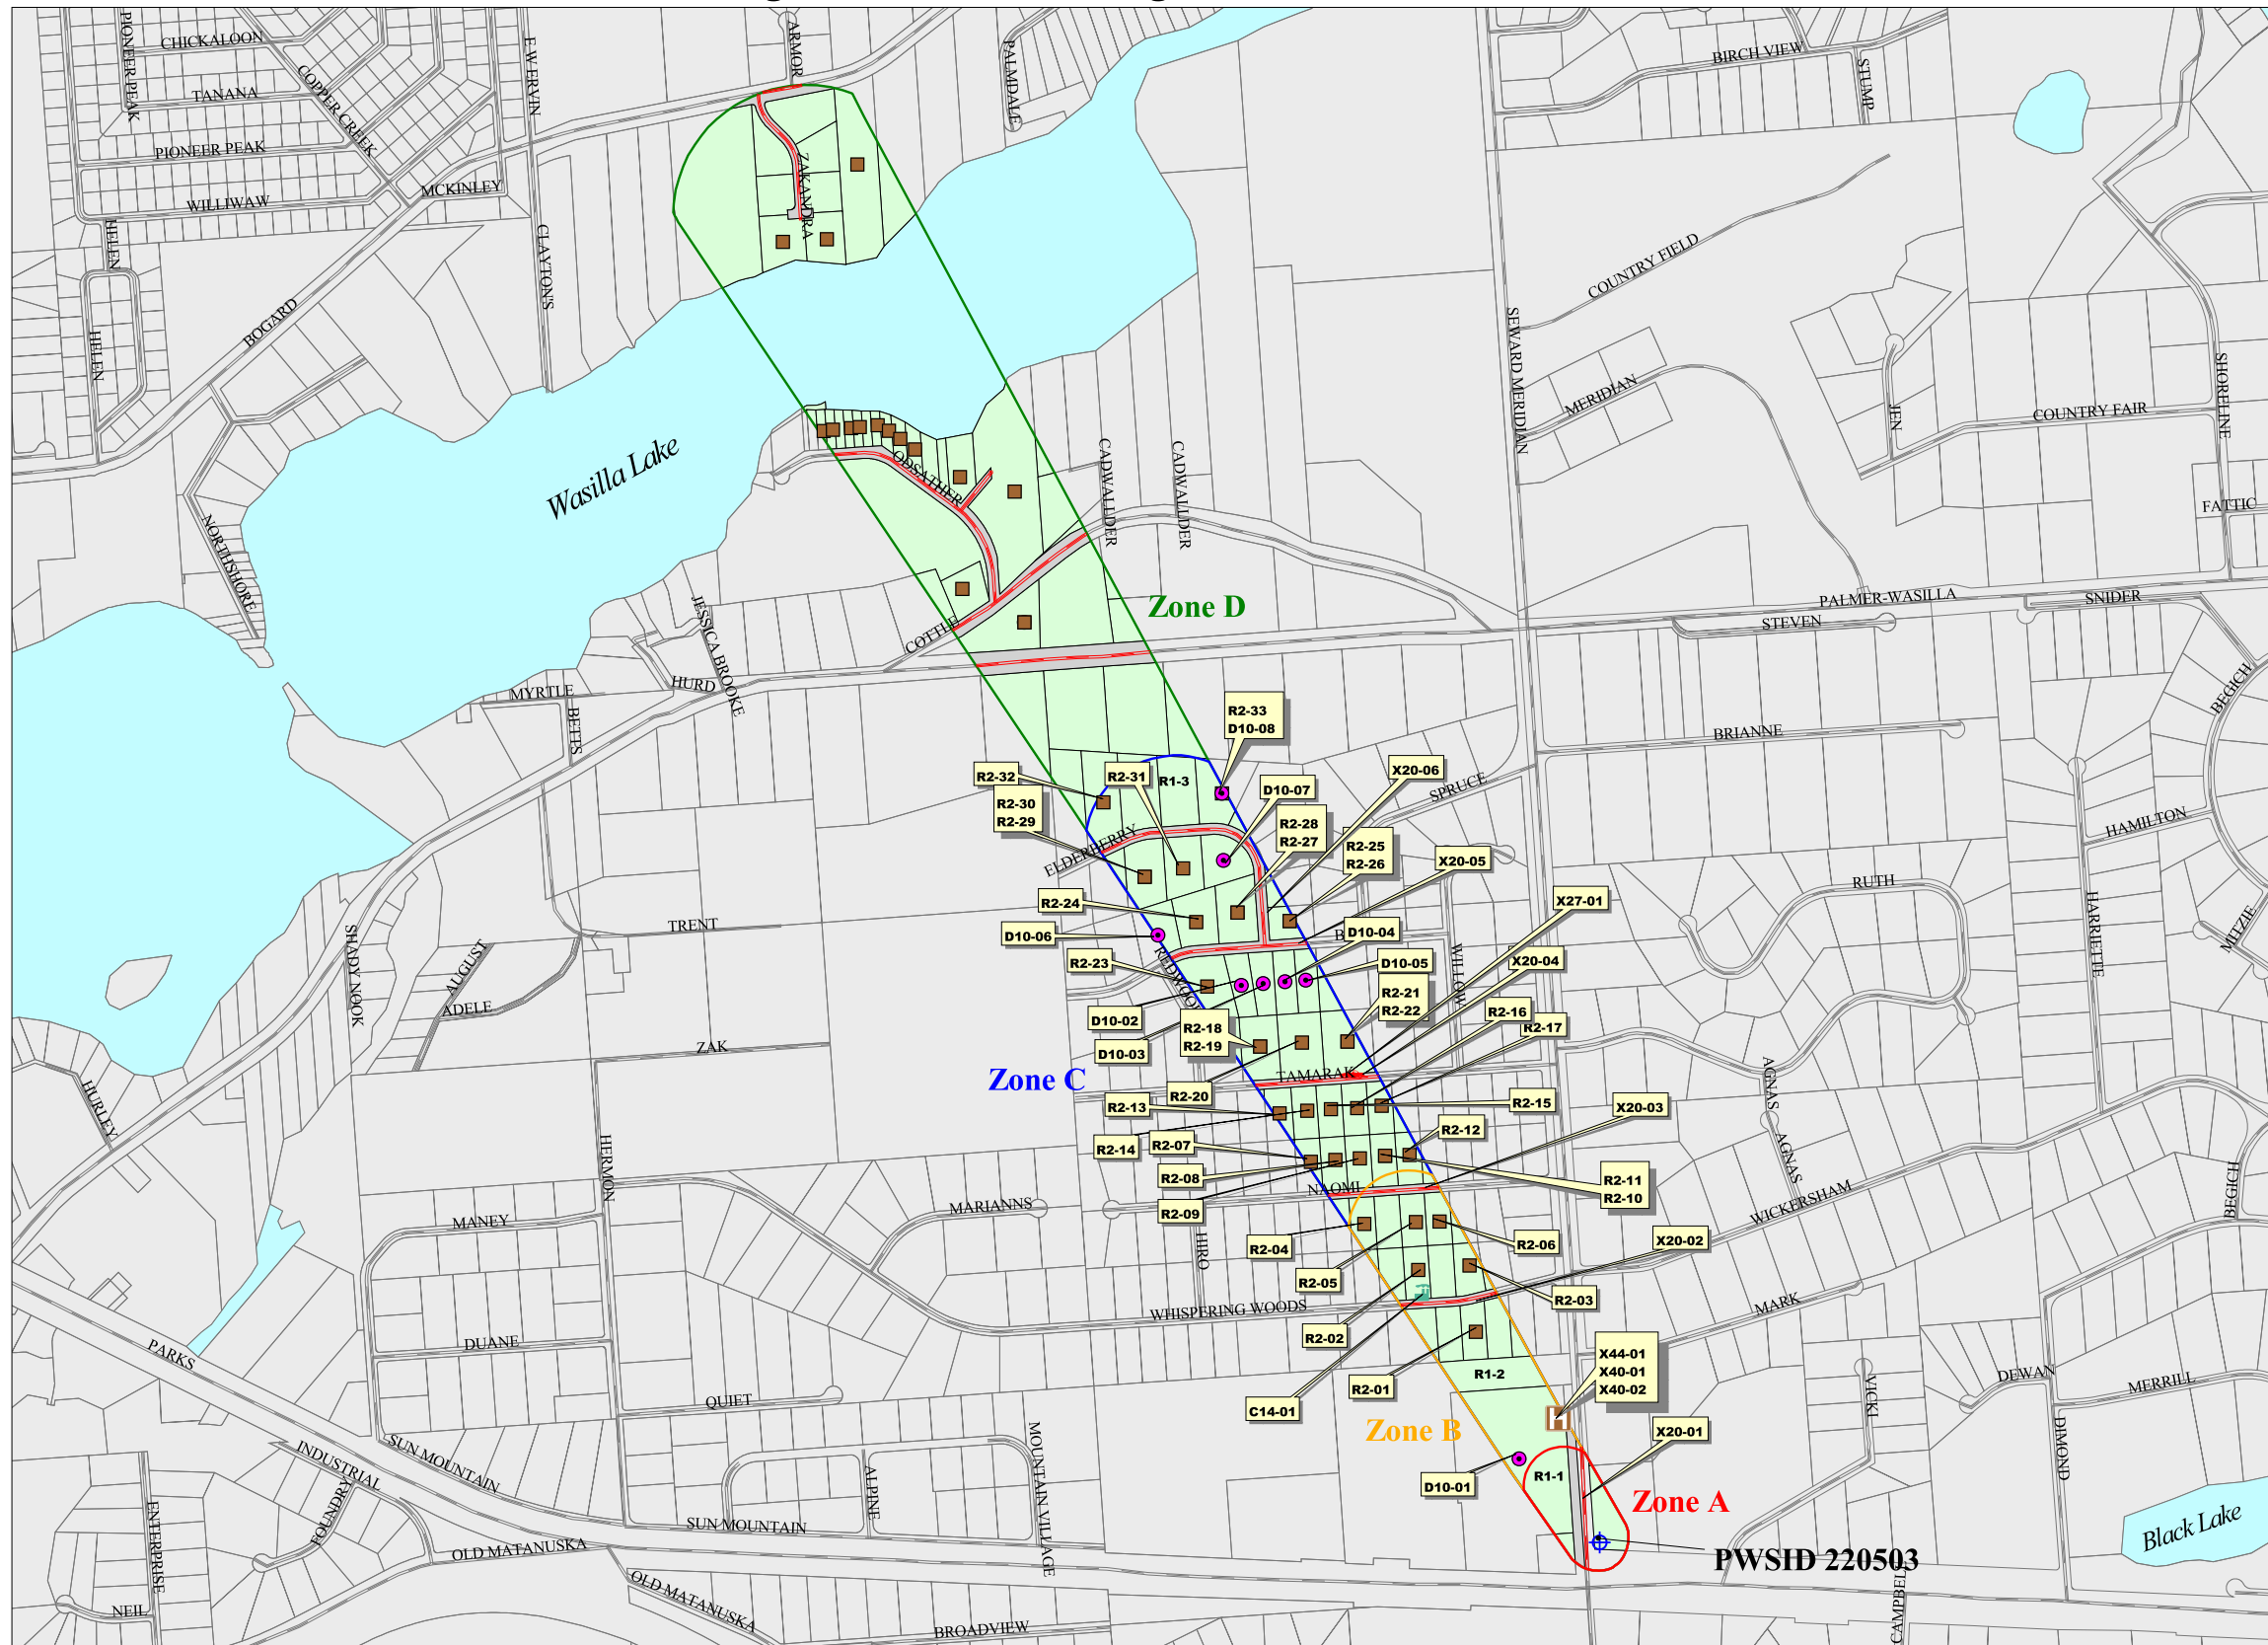 CHICKALOON
PIONEER PEAK
TANANA
COPPER CREEK
PIONEER PEAK
WILLIWAW
MCKINLEY
E W ERVIN
CLAYTON'S
ARMOR
PALMDALE
ZAKANDRA
BIRCH VIEW
STUMP
HELEN
HELEN
BOGARD
NORTHSHORE
Wasilla Lake
OBSATHER
CADWALLDER
CADWALLDER
SEWARD MERIDIAN
COUNTRY FIELD
MERIDIAN
JEN
COUNTRY FAIR
SHORELINE
FATTIC
COTTLE
Zone D
PALMER-WASILLA
SNIDER
STEVEN
JESSICA BROOKE
HURD
MYRTLE
BETTS
BRIANNE
BEGICH
HAMILTON
R2-33
D10-08
R2-32
R2-31
R1-3
D10-07
X20-06
SPRUCE
R2-30
R2-29
ELDERBERRY
R2-28
R2-27
R2-25
R2-26
X20-05
R2-24
X27-01
D10-06
D10-04
B
TRENT
AUGUST
ADELE
SHADY NOOK
RUTH
HARRIETTE
MITZIE
R2-23
REDWOOD
D10-05
X20-04
WILLOW
D10-02
R2-21
R2-22
R2-16
R2-17
D10-03
R2-18
R2-19
ZAK
Zone C
TAMARAK
R2-20
R2-13
R2-15
X20-03
AGNAS
AGNAS
HURLEY
R2-14
R2-07
R2-12
HERMON
R2-08
R2-11
R2-10
R2-09
NAOMI
WICKERSHAM
BEGICH
MARIANNS
MANEY
HIRO
R2-04
R2-06
X20-02
R2-05
R2-03
WHISPERING WOODS
MARK
R2-02
DUANE
PARKS
X44-01
X40-01
X40-02
R1-2
R2-01
C14-01
QUIET
VICKI
DEWAN
MERRILL
Zone B
X20-01
DIMOND
SUN MOUNTAIN
INDUSTRIAL
FOUNDRY
ALPINE
MOUNTAIN VILLAGE
D10-01
R1-1
Zone A
ENTERPRISE
SUN MOUNTAIN
OLD MATANUSKA
PWSID 220503
Black Lake
OLD MATANUSKA
NEIL
BROADVIEW
CAMPBELL